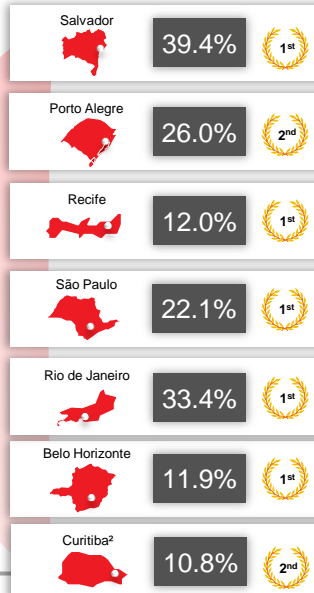 Salvador
39.4%
1st
Porto Alegre
26.0%
2nd
Recife
12.0%
1st
São Paulo
22.1%
1st
Rio de Janeiro
33.4%
1st
Belo Horizonte
11.9%
1st
Curitiba²
10.8%
2nd